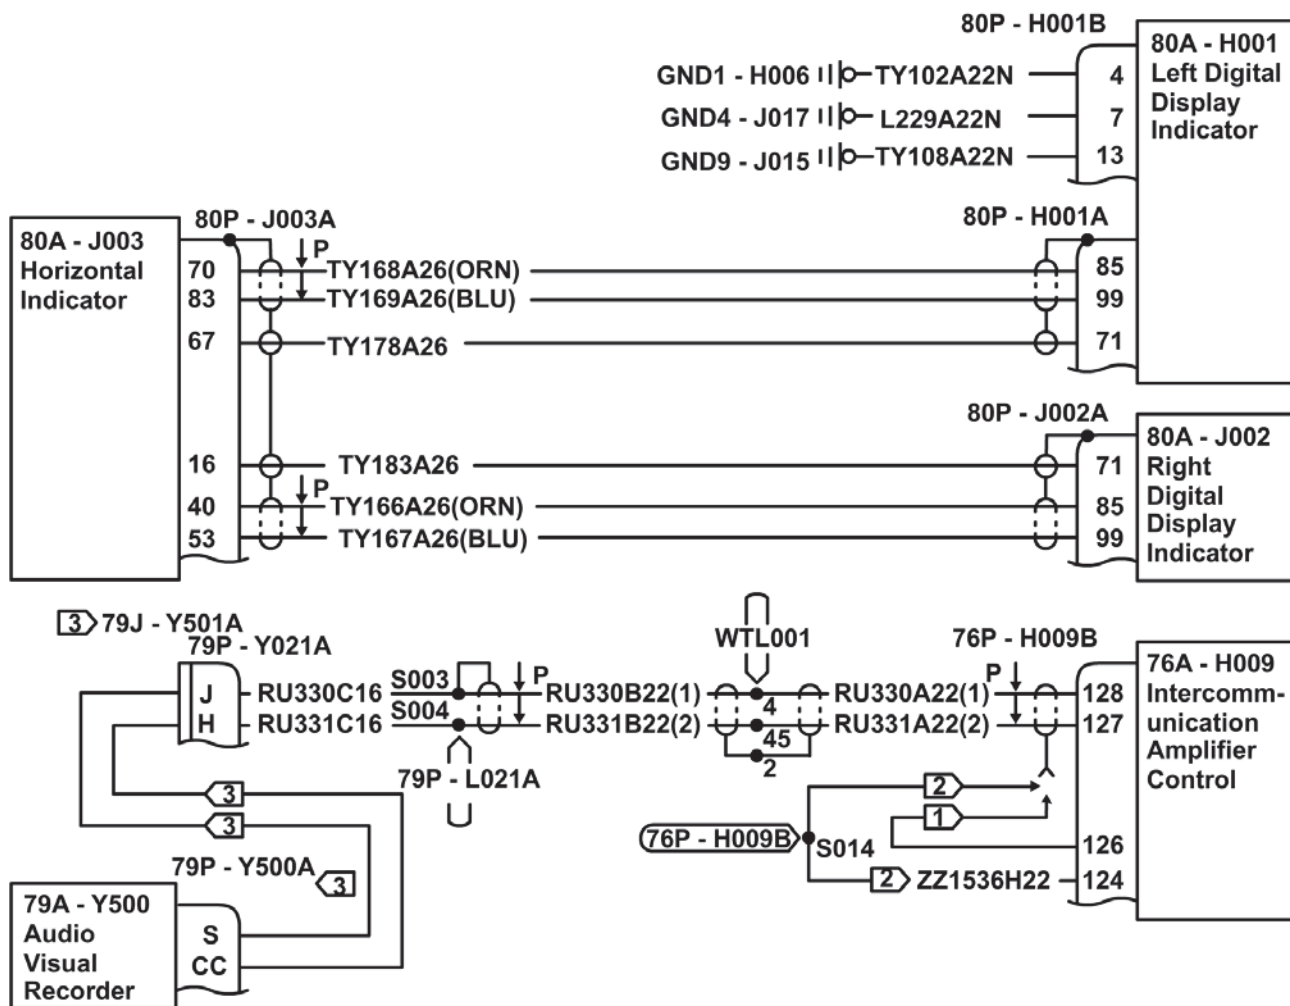 80P - H001B
80A - H001
Left Digital
Display
Indicator
GND1 - H006 TY102A22N 4
GND4 - J017 L229A22N 7
GND9 - J015 TY108A22N 13
80P - J003A
80P - H001A
80A - J003
Horizontal
Indicator
P
70 TY168A26(ORN) 85
83 TY169A26(BLU) 99
67 TY178A26 71
80P - J002A
80A - J002
Right
Digital
Display
Indicator
16 TY183A26 71
P
40 TY166A26(ORN) 85
53 TY167A26(BLU) 99
3 79J - Y501A
79P - Y021A
WTL001
76P - H009B
76A - H009
Intercomm-
unication
Amplifier
Control
P
P
J RU330C16 S003 RU330B22(1) 4 RU330A22(1) 128
H RU331C16 S004 RU331B22(2) 45 RU331A22(2) 127
2
79P - L021A
3
3
2
1
76P - H009B
S014
126
2 ZZ1536H22 124
79P - Y500A
3
79A - Y500
Audio
Visual
Recorder
S
CC